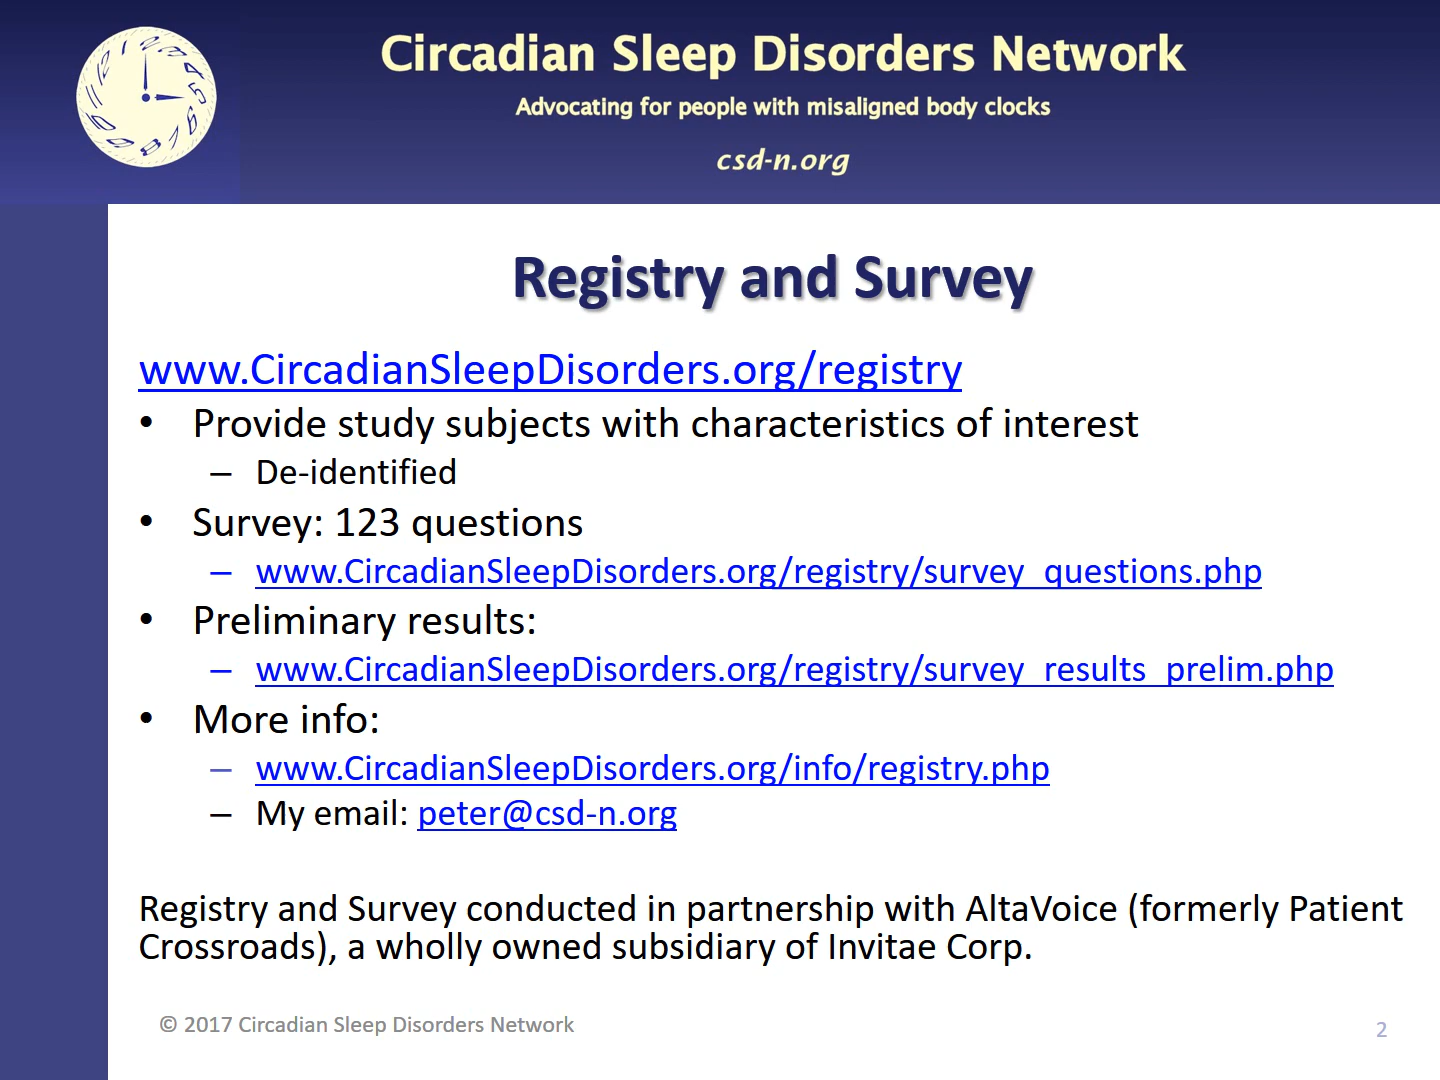 Circadian Sleep Disorders Network
Advocating for people with misaligned body clocks
csd-n.org
Registry and Survey
www.CircadianSleepDisorders.org/registry
• Provide study subjects with characteristics of interest
– De-identified
• Survey: 123 questions
– www.CircadianSleepDisorders.org/registry/survey_questions.php
• Preliminary results:
– www.CircadianSleepDisorders.org/registry/survey_results_prelim.php
• More info:
– www.CircadianSleepDisorders.org/info/registry.php
– My email: peter@csd-n.org
Registry and Survey conducted in partnership with AltaVoice (formerly Patient
Crossroads), a wholly owned subsidiary of Invitae Corp.
© 2017 Circadian Sleep Disorders Network
2